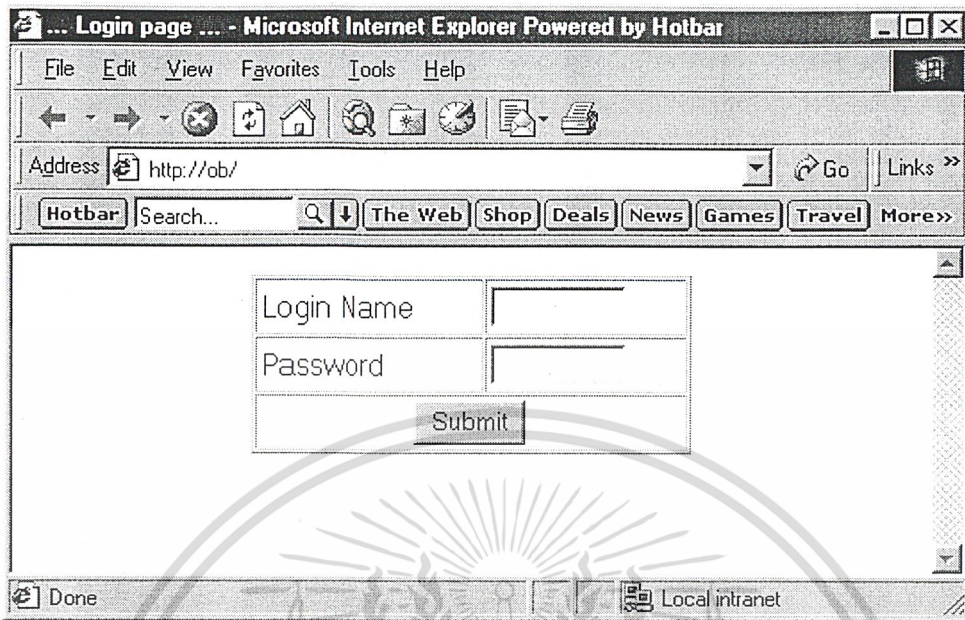 ... Login page ... - Microsoft Internet Explorer Powered by Hotbar
File Edit View Favorites Tools Help
Address http://ob/ Go Links »
Hotbar Search... The Web Shop Deals News Games Travel More»
Login Name
Password
Submit
Done Local intranet